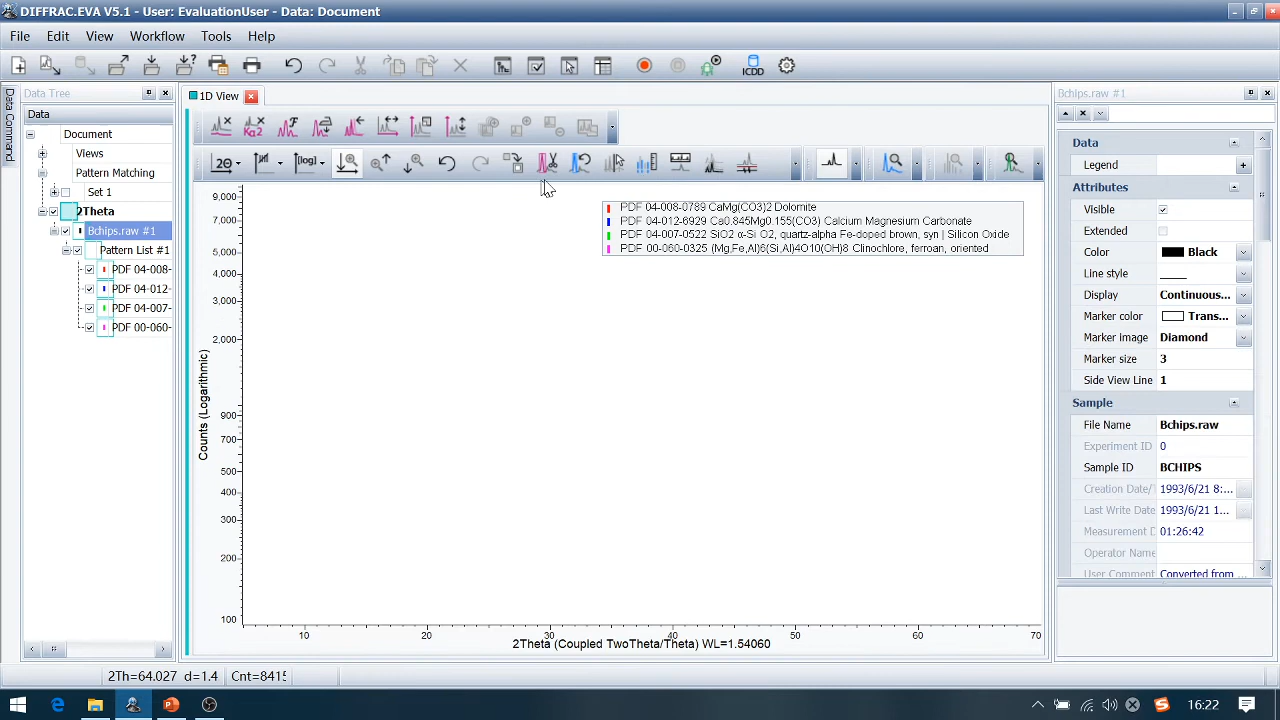 DIFFRAC.EVA V5.1 - User: EvaluationUser - Data: Document
File Edit View Workflow Tools Help
ICDD
Data Command
Data Tree
Data
Document
Views
Pattern Matching
Set 1
2Theta
Bchips.raw #1
Pattern List #1
PDF 04-008-
PDF 04-012-
PDF 04-007-
PDF 00-060-
1D View
Kα2
2Θ
[log]
PDF 04-008-0789 CaMg(CO3)2 Dolomite
PDF 04-012-6929 Ca0.845Mg0.155(CO3) Calcium Magnesium Carbonate
PDF 04-007-0522 SiO2 α-Si O2, quartz-alpha Fe-doped brown, syn | Silicon Oxide
PDF 00-060-0325 (Mg,Fe,Al)6(Si,Al)4O10(OH)8 Clinochlore, ferroan, oriented
Counts (Logarithmic)
9,000
7,000
5,000
4,000
3,000
2,000
900
700
500
400
300
200
100
10 20 30 40 50 60 70
2Theta (Coupled TwoTheta/Theta) WL=1.54060
Bchips.raw #1
Data
Legend
Attributes
Visible
Extended
Color Black
Line style
Display Continuous...
Marker color Trans...
Marker image Diamond
Marker size 3
Side View Line 1
Sample
File Name Bchips.raw
Experiment ID 0
Sample ID BCHIPS
Creation Date/ 1993/6/21 8:...
Last Write Date 1993/6/21 1...
Measurement D 01:26:42
Operator Name
User Comment Converted from ...
2Th=64.027 d=1.4 Cnt=8415
16:22